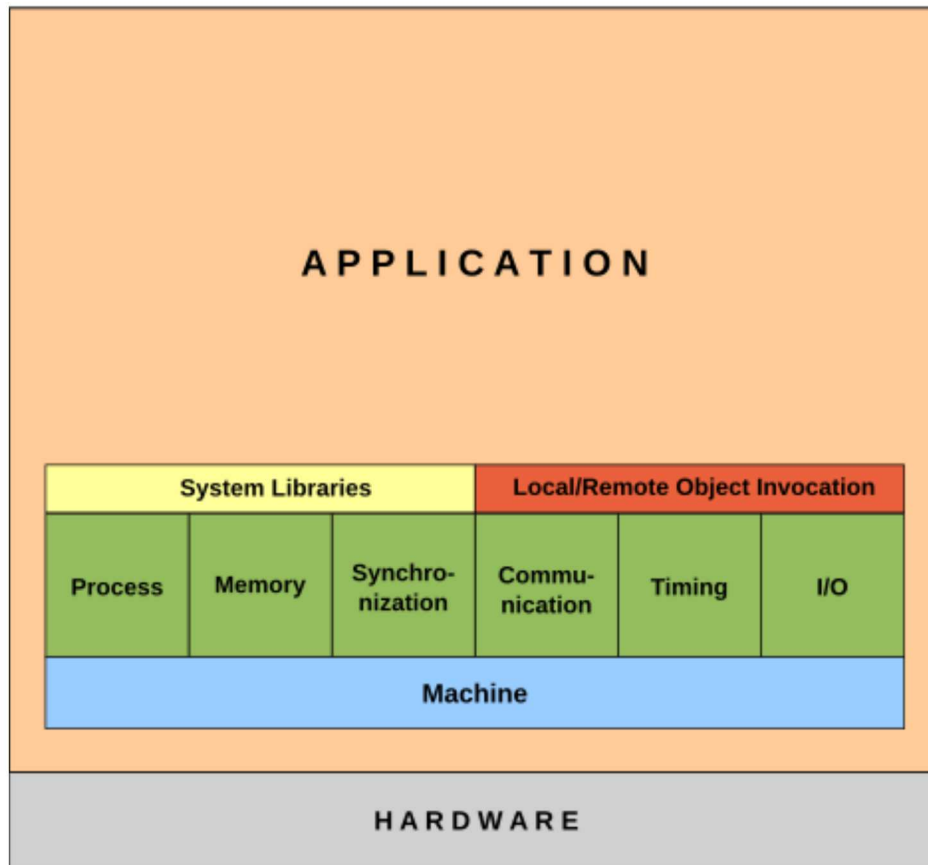 APPLICATION
System Libraries
Local/Remote Object Invocation
Process
Memory
Synchro-
nization
Commu-
nication
Timing
I/O
Machine
HARDWARE